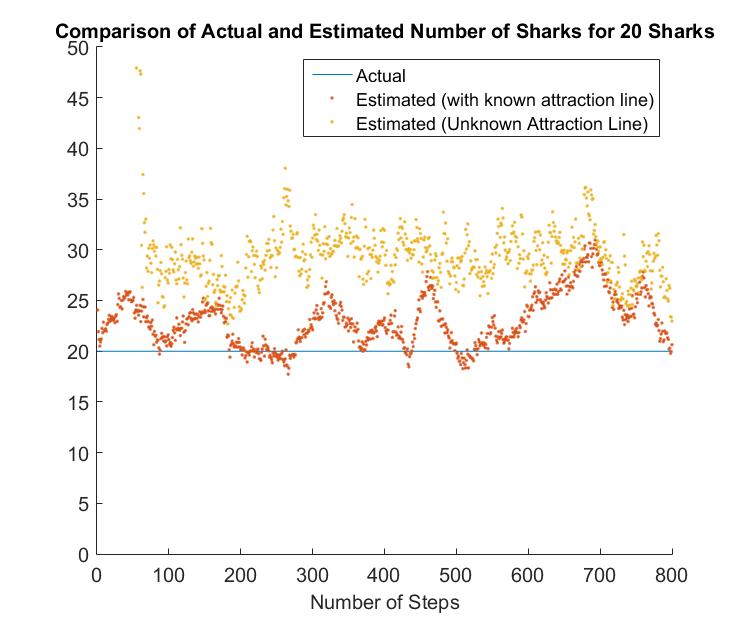 Comparison of Actual and Estimated Number of Sharks for 20 Sharks
50
45
40
35
30
25
20
15
10
5
0
Actual
Estimated (with known attraction line)
Estimated (Unknown Attraction Line)
0 100 200 300 400 500 600 700 800
Number of Steps